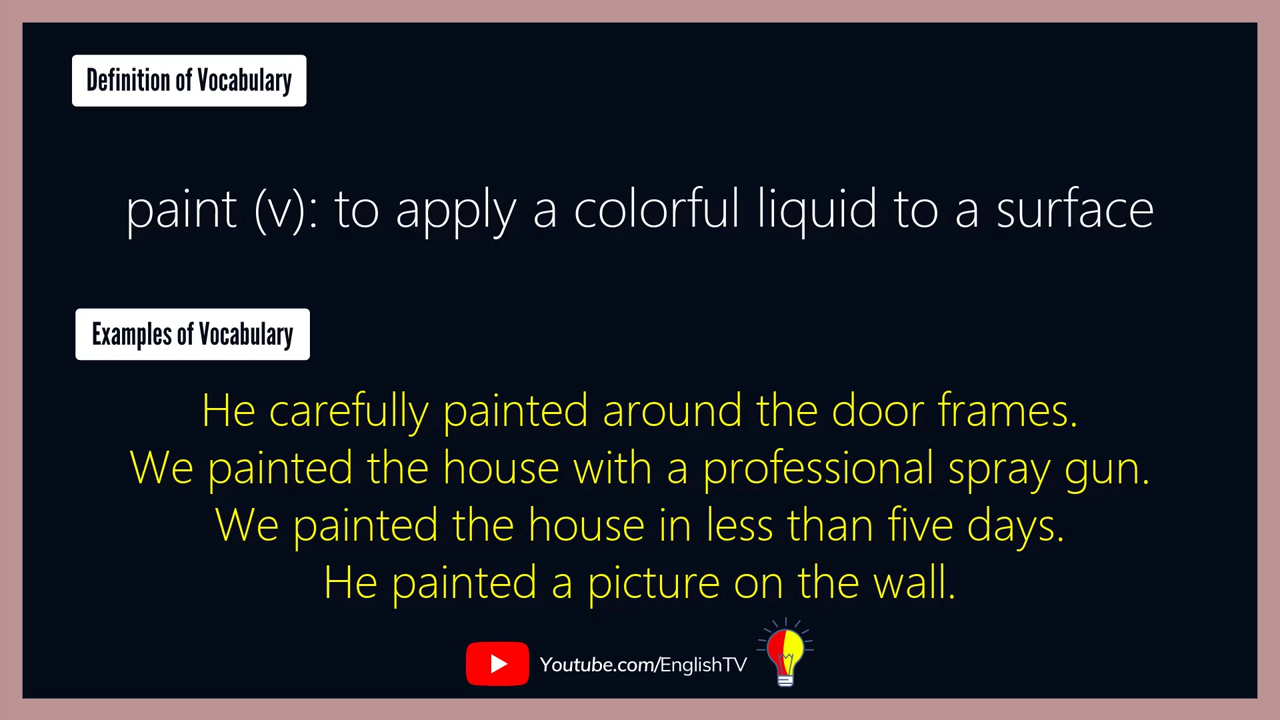 Definition of Vocabulary
paint (v): to apply a colorful liquid to a surface
Examples of Vocabulary
He carefully painted around the door frames.
We painted the house with a professional spray gun.
We painted the house in less than five days.
He painted a picture on the wall.
Youtube.com/EnglishTV